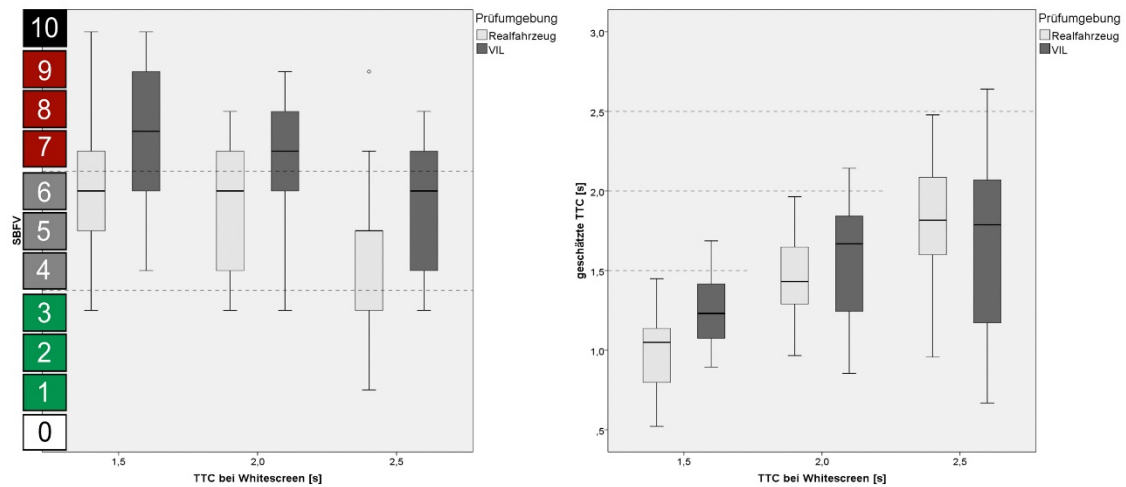 10
9
8
7
6
5
4
3
2
1
0
SBFV
1,5
2,0
2,5
TTC bei Whitescreen [s]
Prüfumgebung
Realfahrzeug
VIL
3,0
2,5
2,0
1,5
1,0
,5
geschätzte TTC [s]
1,5
2,0
2,5
TTC bei Whitescreen [s]
Prüfumgebung
Realfahrzeug
VIL